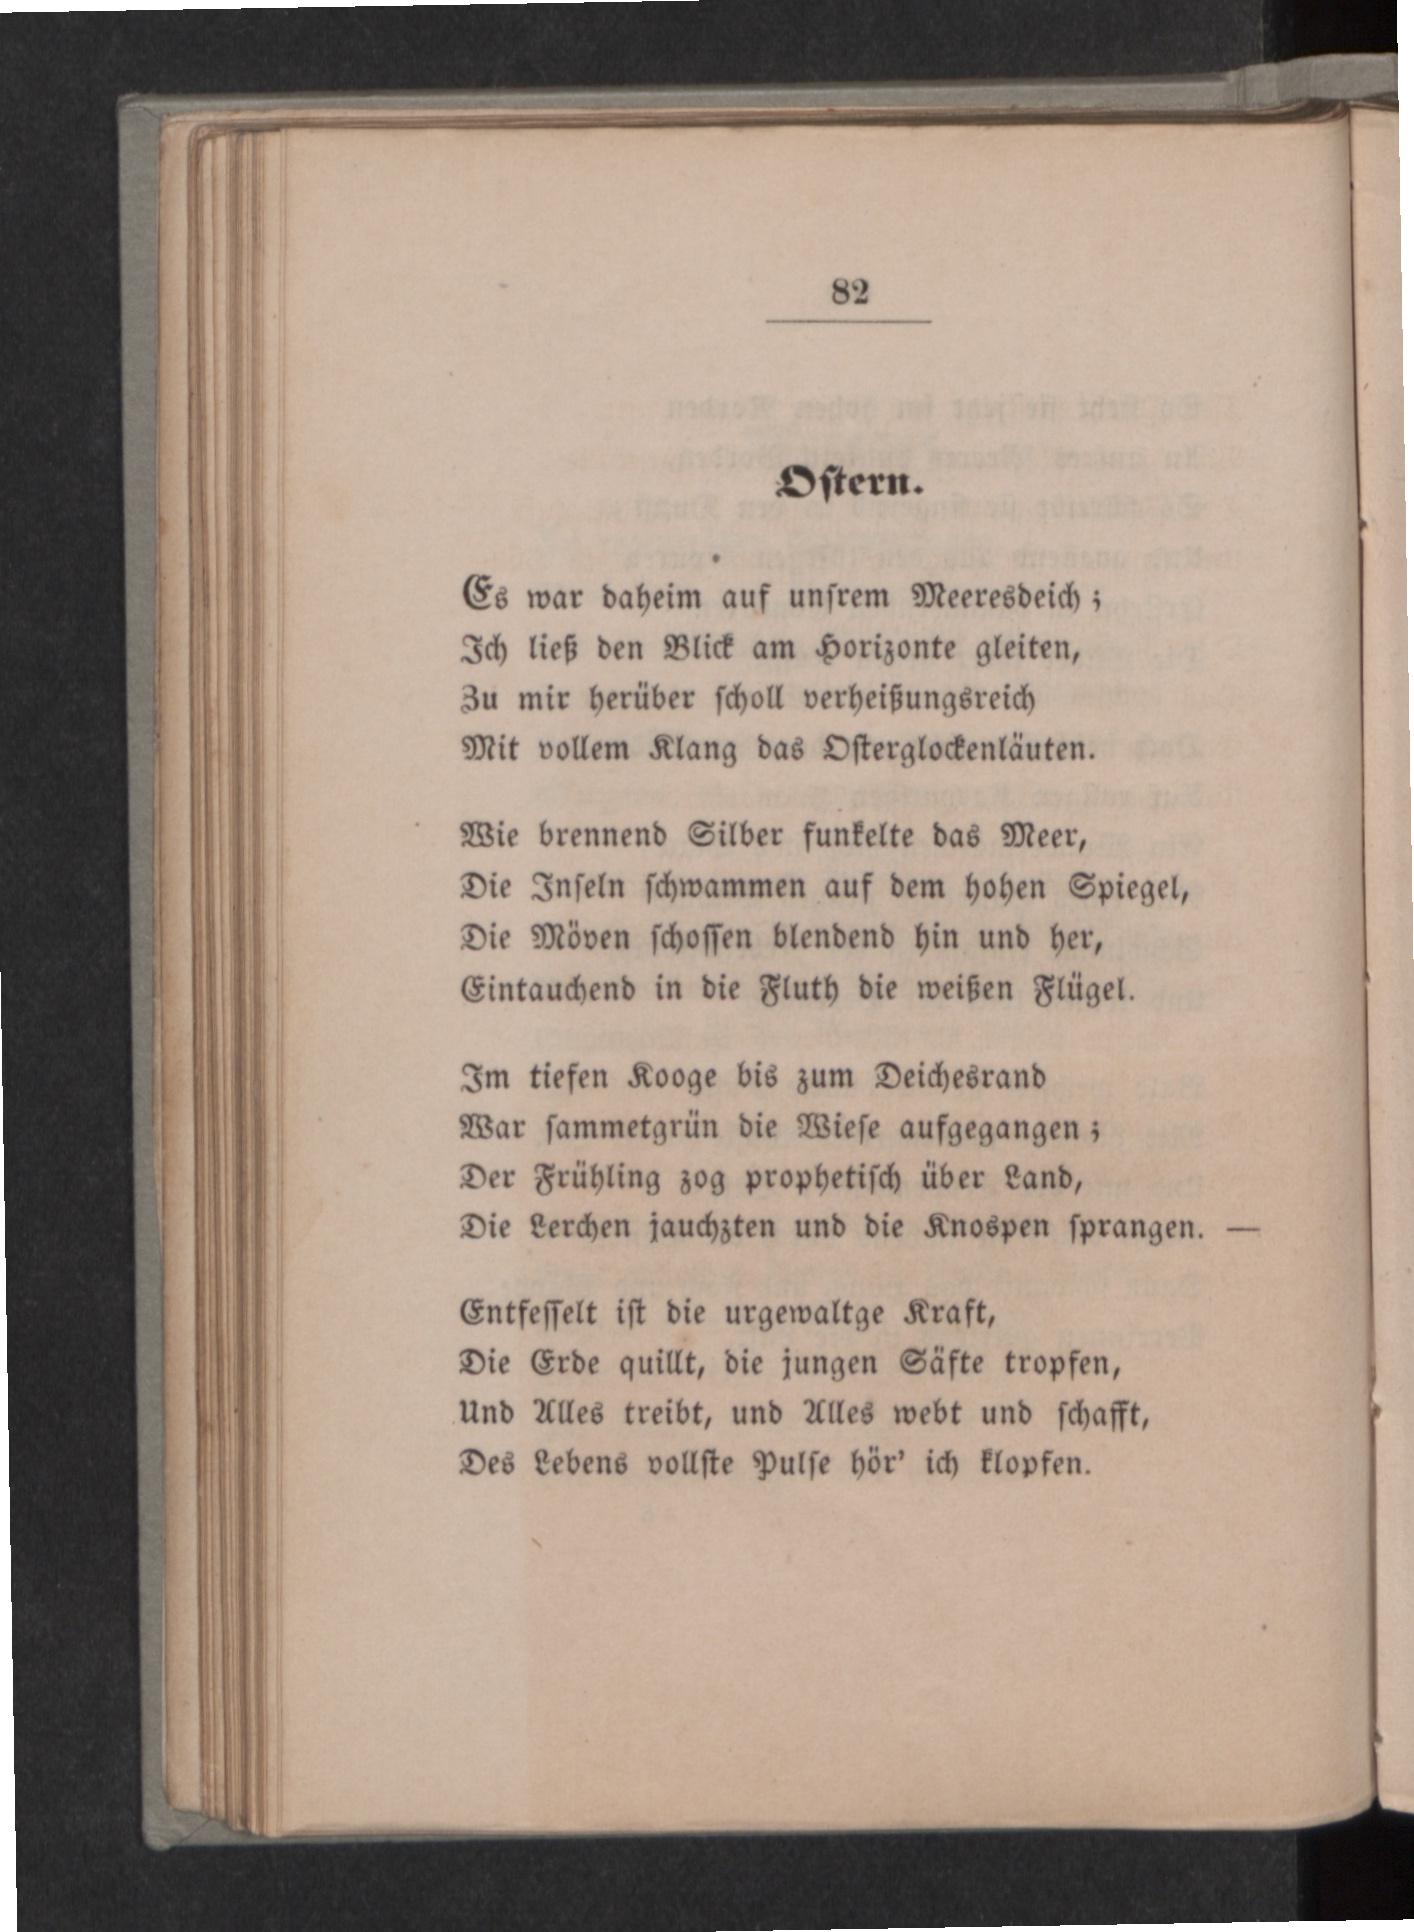 82
Oſtern.
Es war daheim auf unſrem Meeresdeich;
Ich ließ den Blick am Horizonte gleiten,
Zu mir herüber ſcholl verheißungsreich
Mit vollem Klang das Oſterglockenläuten.
Wie brennend Silber funkelte das Meer,
Die Inſeln ſchwammen auf dem hohen Spiegel,
Die Möven ſchoſſen blendend hin und her,
Eintauchend in die Fluth die weißen Flügel.
Im tiefen Kooge bis zum Deichesrand
War ſammetgrün die Wieſe aufgegangen;
Der Frühling zog prophetiſch über Land,
Die Lerchen jauchzten und die Knospen ſprangen. —
Entfeſſelt iſt die urgewaltge Kraft,
Die Erde quillt, die jungen Säfte tropfen,
Und Alles treibt, und Alles webt und ſchafft,
Des Lebens vollſte Pulſe hör' ich klopfen.